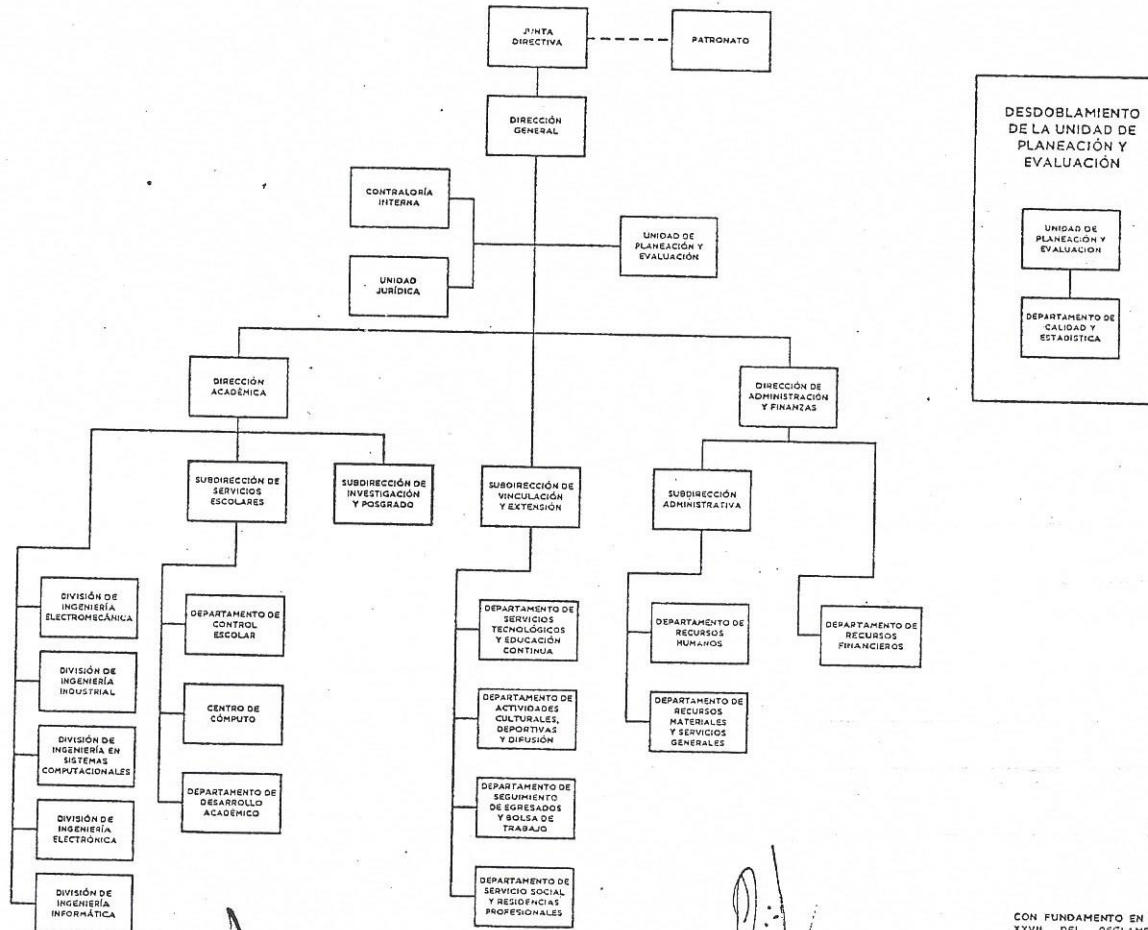 JUNTA
DIRECTIVA
PATRONATO
DIRECCIÓN
GENERAL
DESDOBLAMIENTO
DE LA UNIDAD DE
PLANEACIÓN Y
EVALUACIÓN
CONTRALORÍA
INTERNA
UNIDAD DE
PLANEACIÓN Y
EVALUACIÓN
UNIDAD
JURÍDICA
UNIDAD DE
PLANEACIÓN Y
EVALUACIÓN
DEPARTAMENTO DE
CALIDAD Y
ESTADÍSTICA
DIRECCIÓN
ACADÉMICA
DIRECCIÓN DE
ADMINISTRACIÓN
Y FINANZAS
SUBDIRECCIÓN DE
SERVICIOS
ESCOLARES
SUBDIRECCIÓN DE
INVESTIGACIÓN
Y POSGRADO
SUBDIRECCIÓN DE
VINCULACIÓN
Y EXTENSIÓN
SUBDIRECCIÓN
ADMINISTRATIVA
DIVISIÓN DE
INGENIERÍA
ELECTROMECÁNICA
DIVISIÓN DE
INGENIERÍA
INDUSTRIAL
DIVISIÓN DE
INGENIERÍA EN
SISTEMAS
COMPUTACIONALES
DIVISIÓN DE
INGENIERÍA
ELECTRÓNICA
DIVISIÓN DE
INGENIERÍA
INFORMÁTICA
DEPARTAMENTO DE
CONTROL
ESCOLAR
CENTRO DE
CÓMPUTO
DEPARTAMENTO DE
DESARROLLO
ACADÉMICO
DEPARTAMENTO DE
SERVICIOS
TECNOLÓGICOS
Y EDUCACIÓN
CONTINUA
DEPARTAMENTO DE
ACTIVIDADES
CULTURALES,
DEPORTIVAS
Y DIFUSIÓN
DEPARTAMENTO DE
SEGUIMIENTO
DE EGRESADOS
Y BOLSA DE
TRABAJO
DEPARTAMENTO DE
SERVICIO SOCIAL
Y RESIDENCIAS
PROFESIONALES
DEPARTAMENTO DE
RECURSOS
HUMANOS
DEPARTAMENTO DE
RECURSOS
MATERIALES
Y SERVICIOS
GENERALES
DEPARTAMENTO DE
RECURSOS
FINANCIEROS
CON FUNDAMENTO EN
XXVII DEL